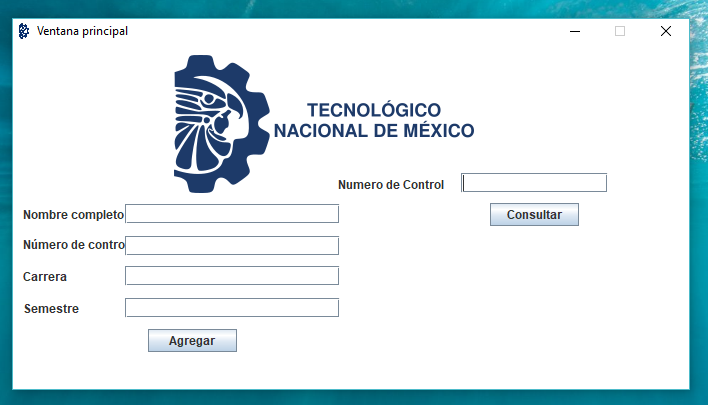 Ventana principal
TECNOLÓGICO
NACIONAL DE MÉXICO
Numero de Control
Nombre completo
Consultar
Número de contro
Carrera
Semestre
Agregar